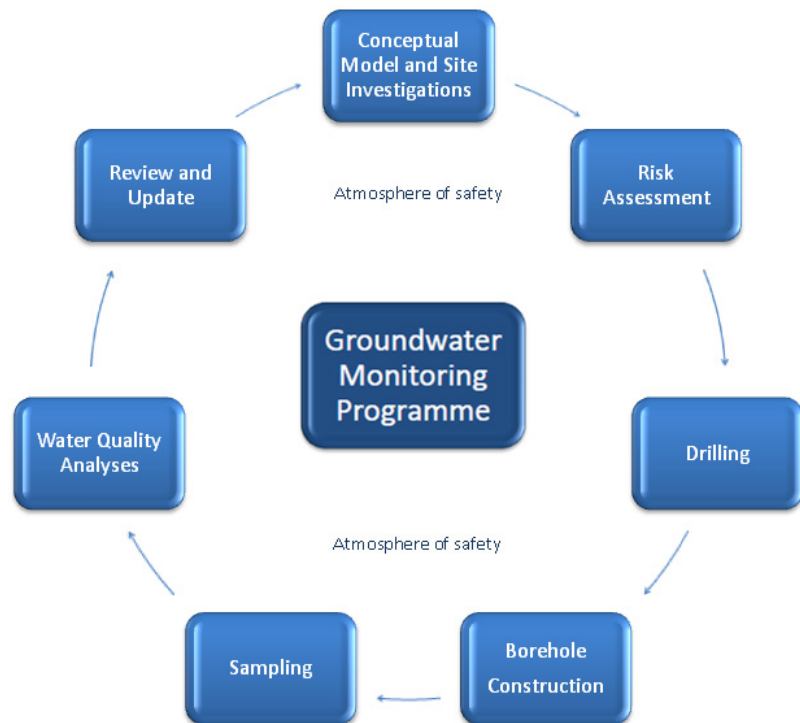 Conceptual
Model and Site
Investigations
Risk
Assessment
Drilling
Borehole
Construction
Sampling
Water Quality
Analyses
Review and
Update
Atmosphere of safety
Groundwater
Monitoring
Programme
Atmosphere of safety